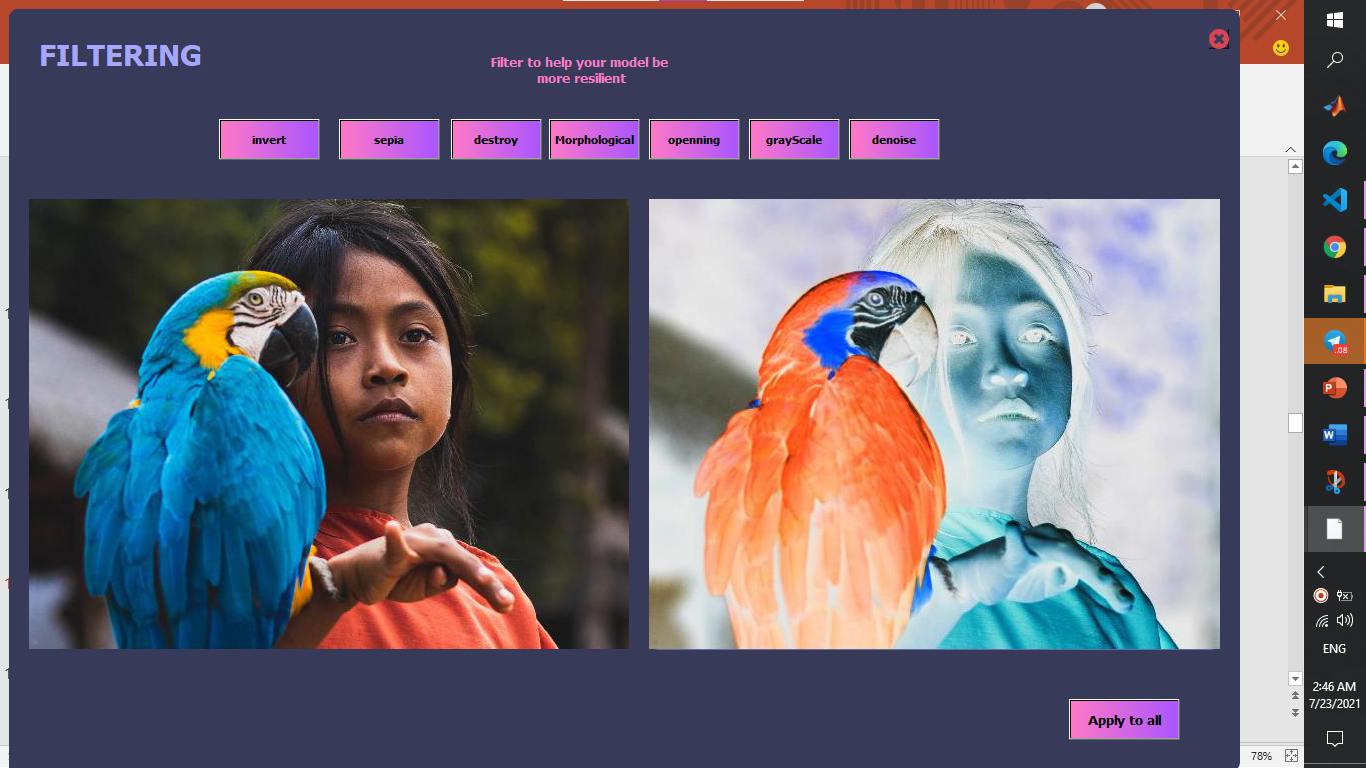 FILTERING
Filter to help your model be
more resilient
invert
sepia
destroy
Morphological
openning
grayScale
denoise
Apply to all
78%
.08
ENG
2:46 AM
7/23/2021